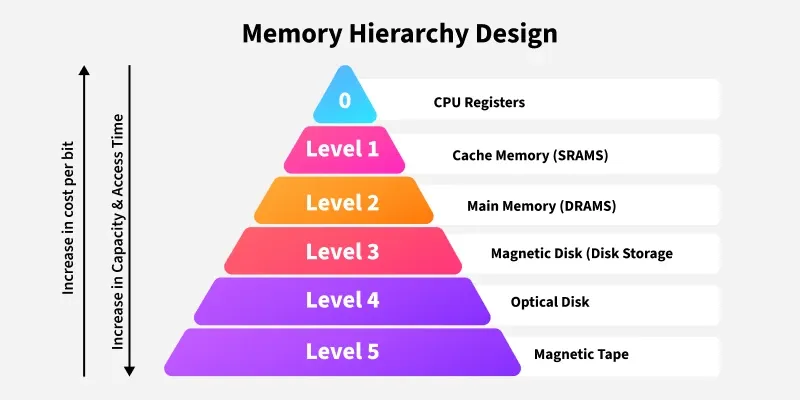 Memory Hierarchy Design
Increase in cost per bit
Increase in Capacity & Access Time
0
CPU Registers
Level 1
Cache Memory (SRAMS)
Level 2
Main Memory (DRAMS)
Level 3
Magnetic Disk (Disk Storage
Level 4
Optical Disk
Level 5
Magnetic Tape